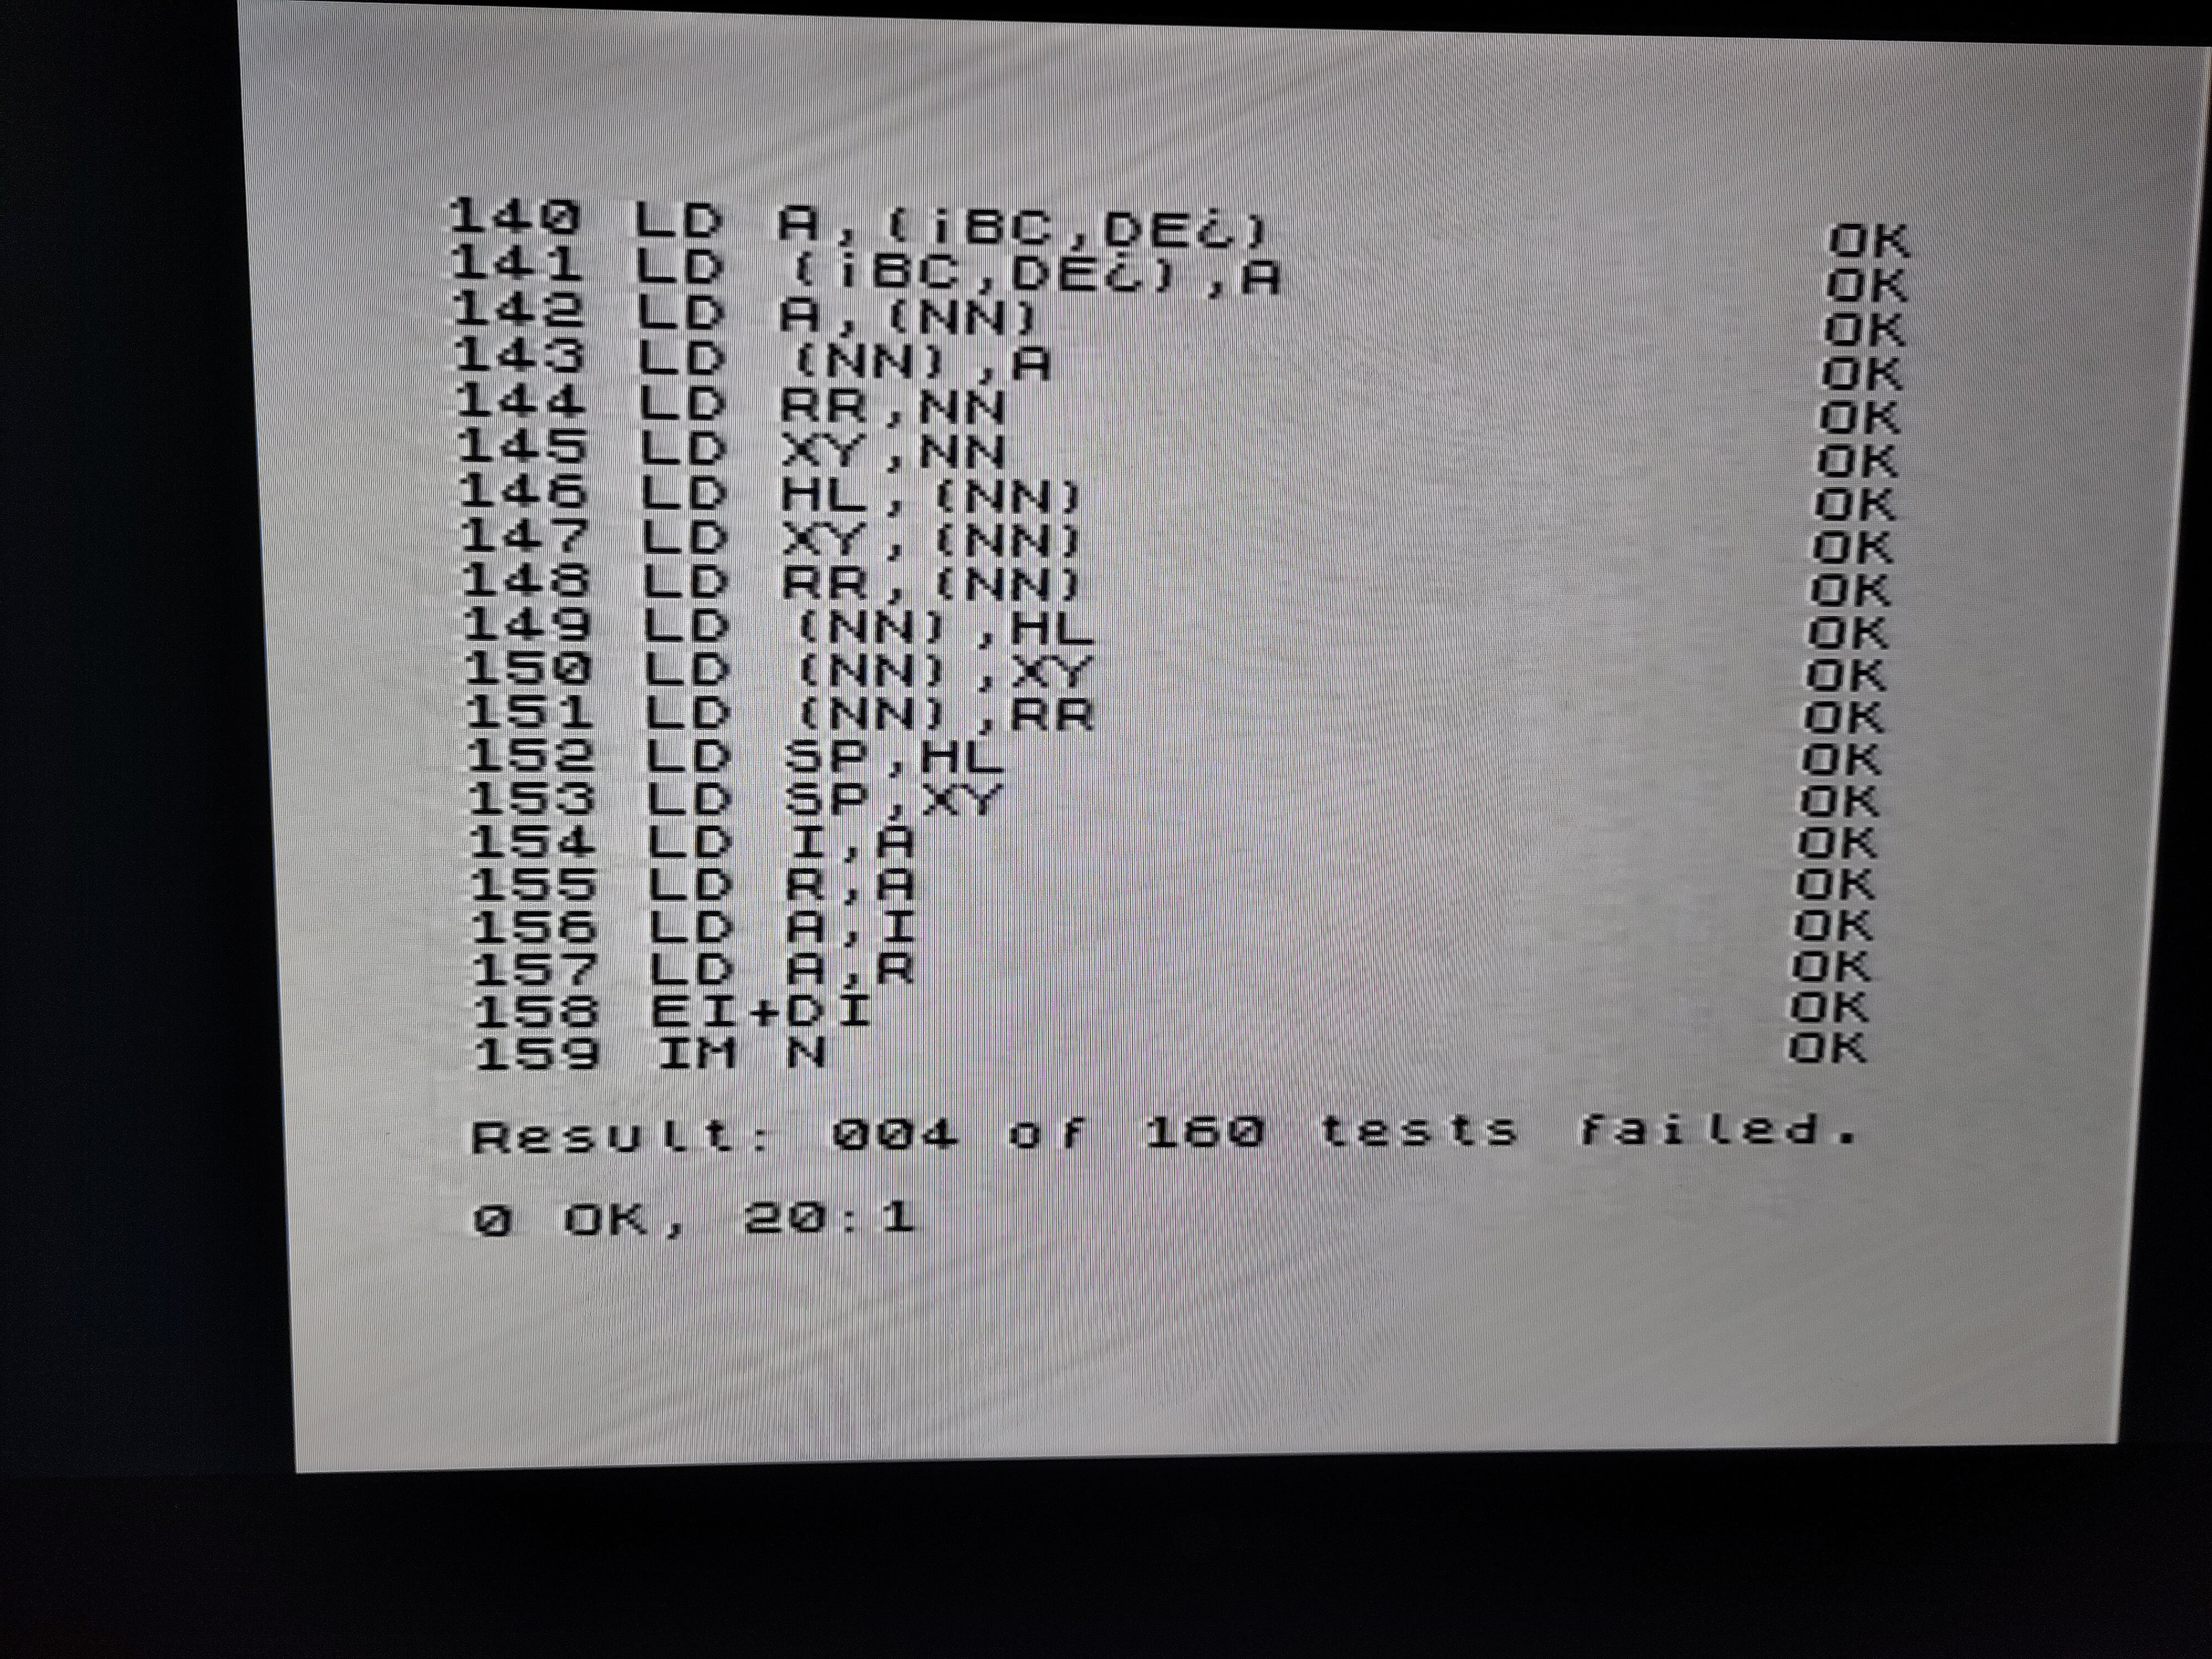 140 LD A,(¡BC,DE¿) OK
141 LD (¡BC,DE¿),A OK
142 LD A,(NN) OK
143 LD (NN),A OK
144 LD RR,NN OK
145 LD XY,NN OK
146 LD HL,(NN) OK
147 LD XY,(NN) OK
148 LD RR,(NN) OK
149 LD (NN),HL OK
150 LD (NN),XY OK
151 LD (NN),RR OK
152 LD SP,HL OK
153 LD SP,XY OK
154 LD I,A OK
155 LD R,A OK
156 LD A,I OK
157 LD A,R OK
158 EI+DI OK
159 IM N OK
Result: 004 of 160 tests failed.
0 OK, 20:1